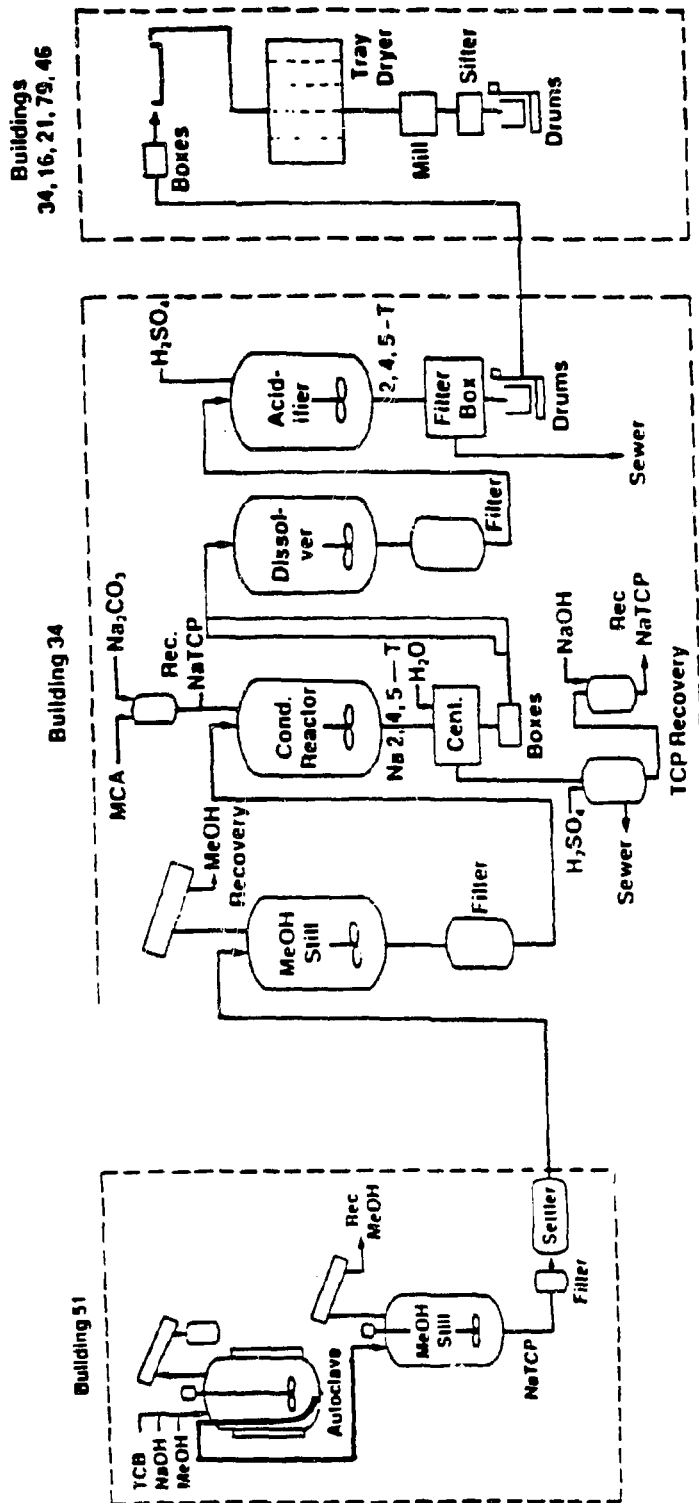 Building 51
TCB
NaOH
MeOH
Autoclave
Rec
MeOH
MeOH
Still
NaTCP
Filter
Settler
Building 34
MeOH
Recovery
MeOH
Still
Filter
MCA
Na₂CO₃
Rec.
NaTCP
Cond.
Reactor
Na 2,4,5-T
H₂O
Cent.
Boxes
H₂SO₄
Sewer
NaOH
Rec
NaTCP
TCP Recovery
Dissol-
ver
Filter
H₂SO₄
Acid-
ifier
2,4,5-T
Filter
Box
Drums
Sewer
Buildings
34, 16, 21, 79, 46
Boxes
Tray
Dryer
Mill
Sifter
Drums